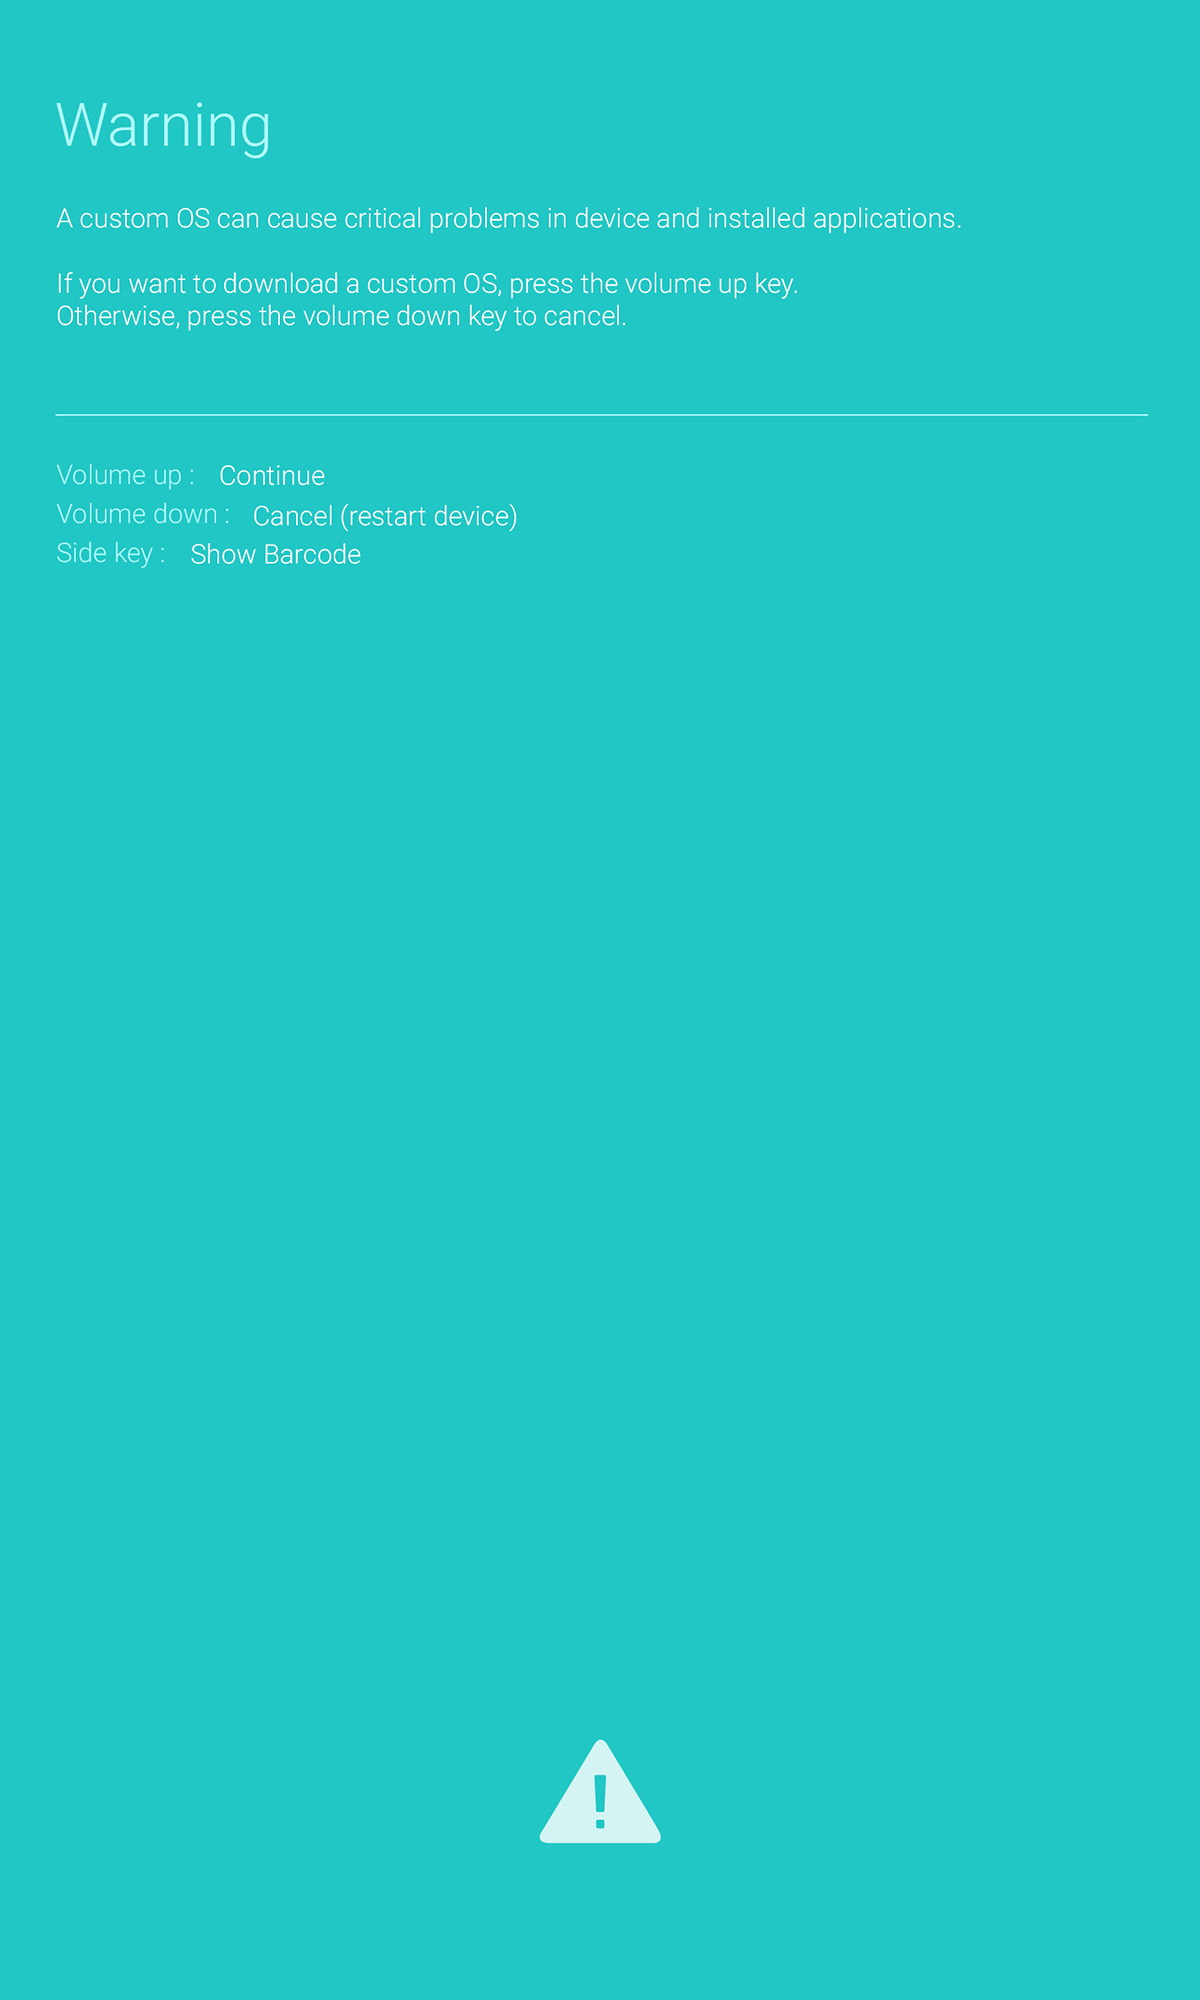 Warning
A custom OS can cause critical problems in device and installed applications.
If you want to download a custom OS, press the volume up key.
Otherwise, press the volume down key to cancel.
Volume up : Continue
Volume down : Cancel (restart device)
Side key : Show Barcode
!